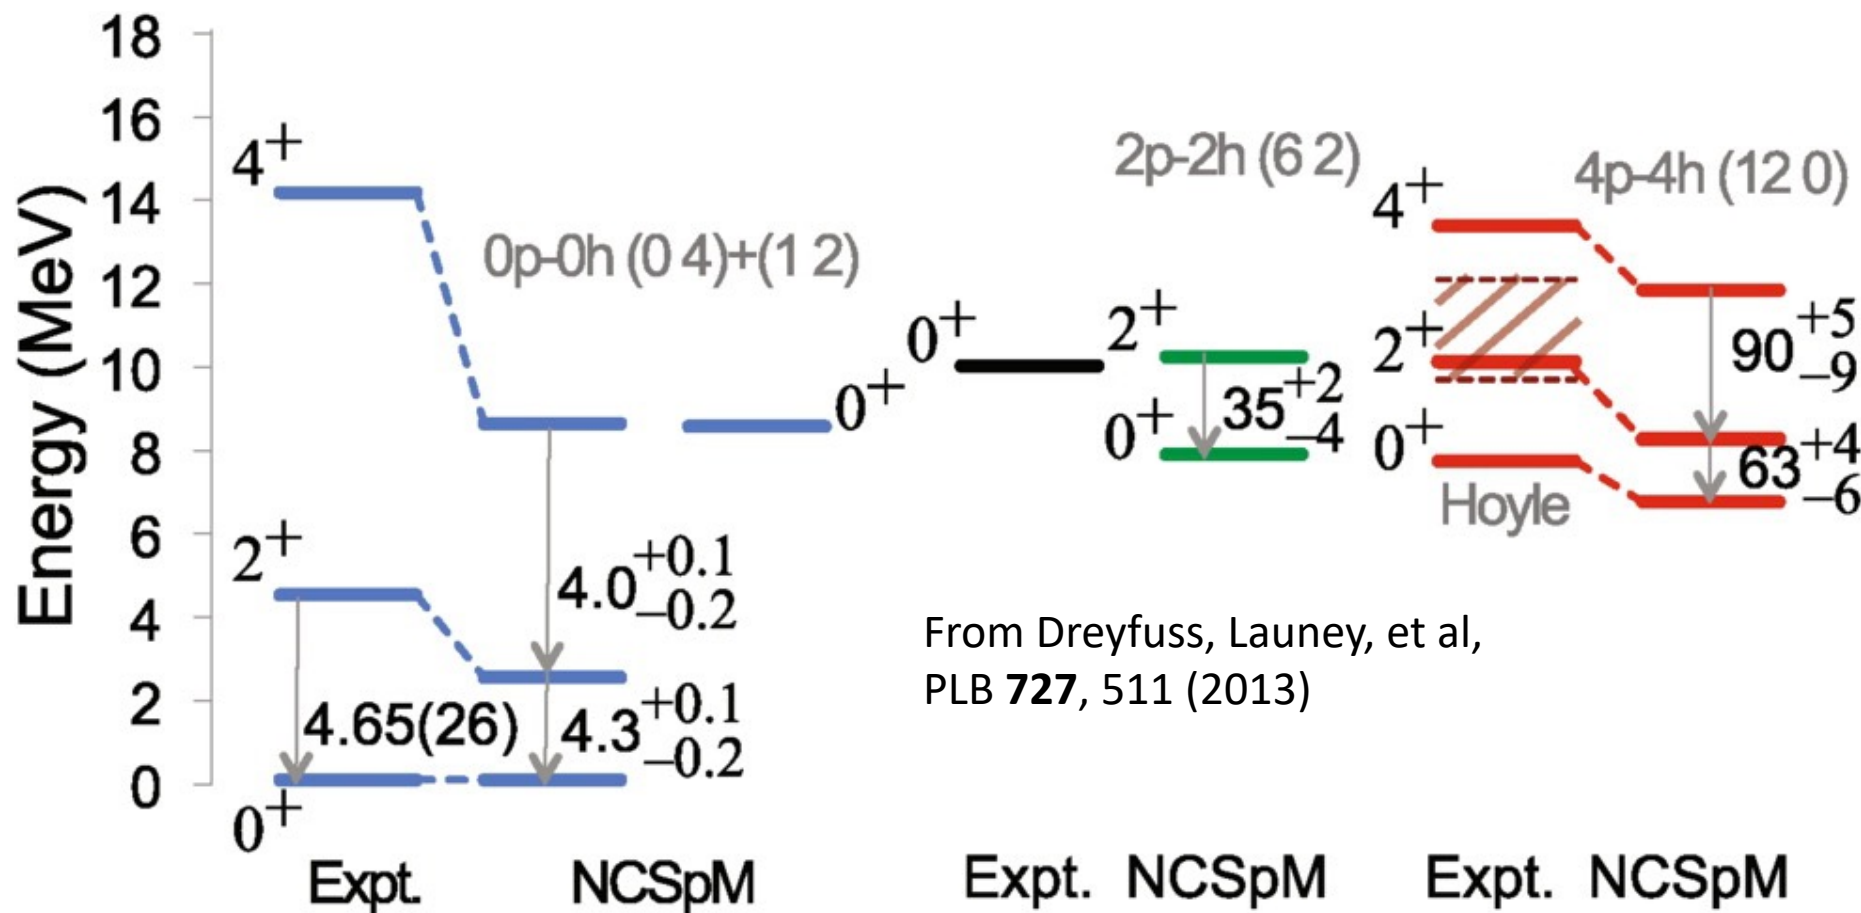 Energy (MeV)
18
16
14
12
10
8
6
4
2
0
4+
2+
0+
4.65(26)
0p-0h (0 4)+(1 2)
4.0 +0.1 –0.2
4.3 +0.1 –0.2
0+
0+
2p-2h (6 2)
2+
0+
35 +2 –4
4p-4h (12 0)
4+
2+
0+
Hoyle
90 +5 –9
63 +4 –6
From Dreyfuss, Launey, et al,
PLB 727, 511 (2013)
Expt. NCSpM Expt. NCSpM Expt. NCSpM